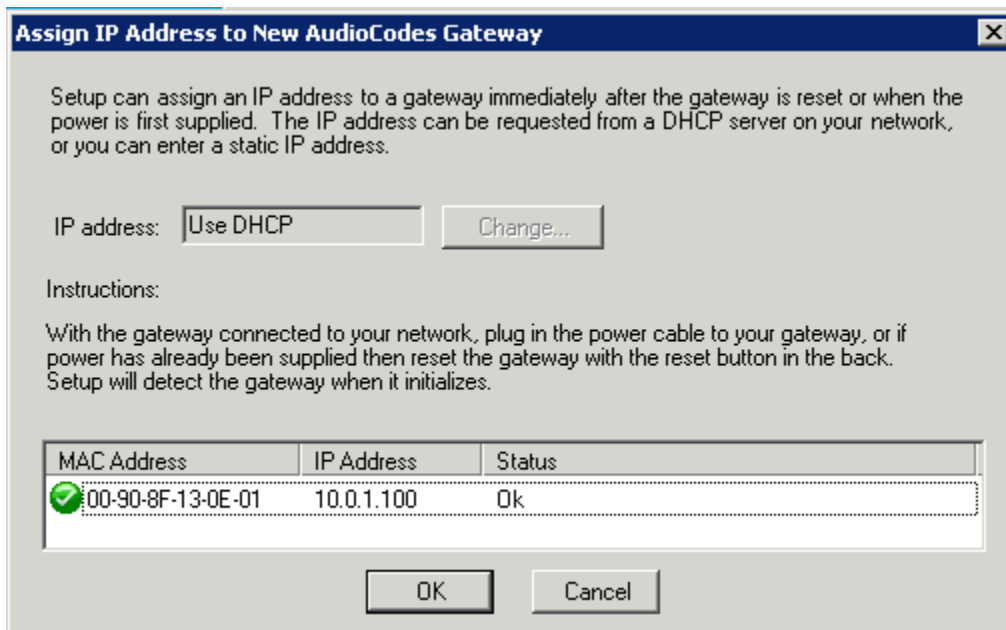 Assign IP Address to New AudioCodes Gateway
Setup can assign an IP address to a gateway immediately after the gateway is reset or when the
power is first supplied. The IP address can be requested from a DHCP server on your network,
or you can enter a static IP address.
IP address: Use DHCP Change...
Instructions:
With the gateway connected to your network, plug in the power cable to your gateway, or if
power has already been supplied then reset the gateway with the reset button in the back.
Setup will detect the gateway when it initializes.
MAC Address IP Address Status
00-90-8F-13-0E-01 10.0.1.100 Ok
OK Cancel